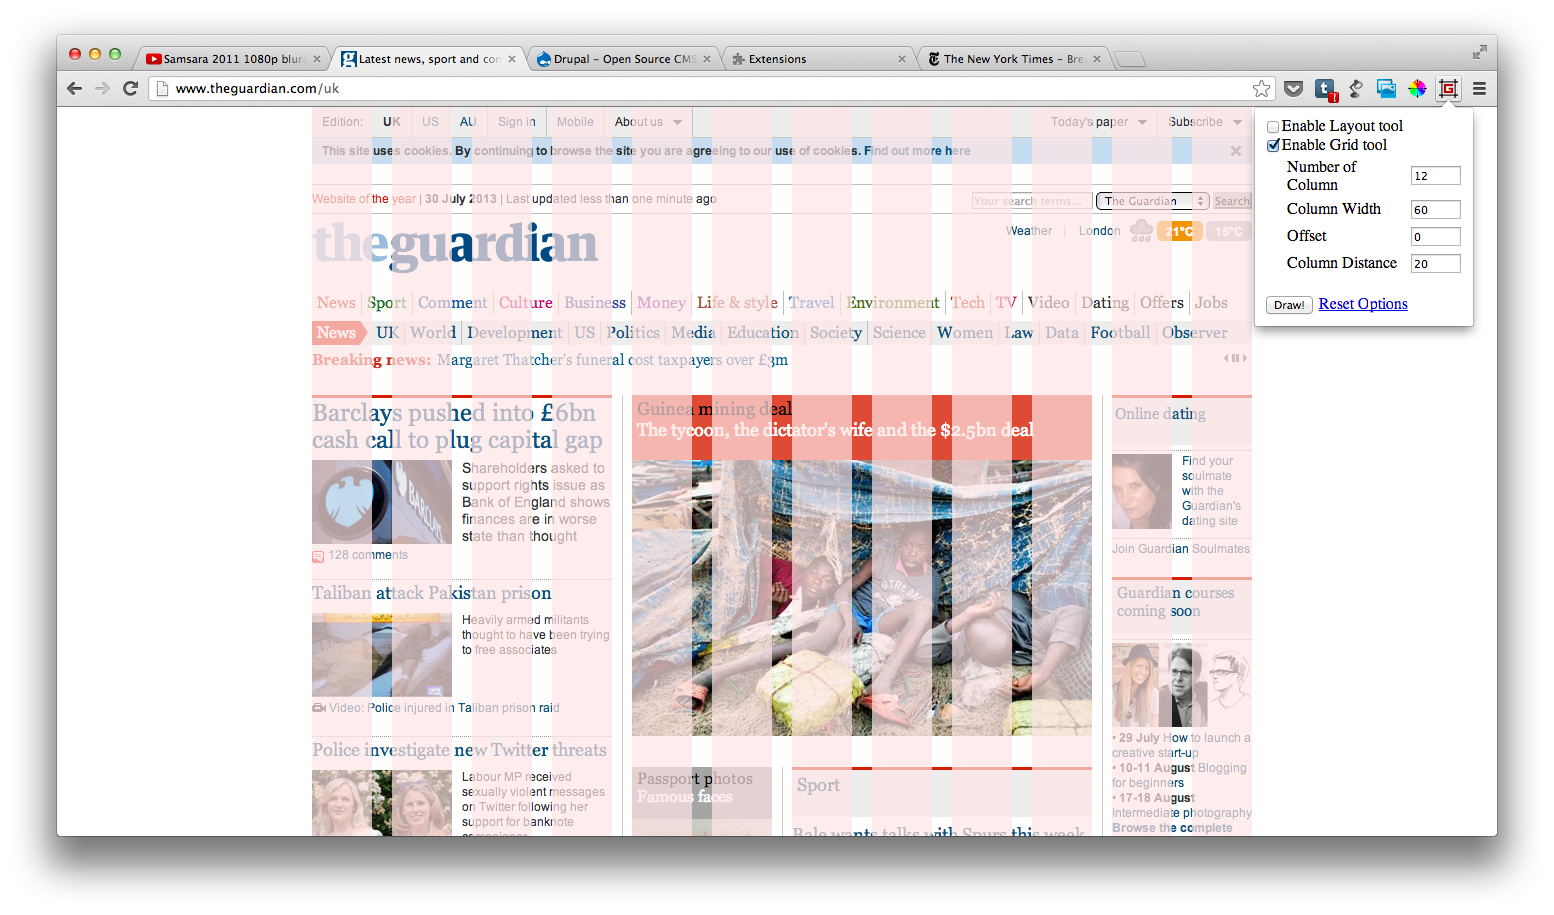 Samsara 2011 1080p blura
Latest news, sport and con
Drupal - Open Source CMS
Extensions
The New York Times - Brea
www.theguardian.com/uk
Enable Layout tool
Enable Grid tool
Number of
Column
12
Column Width
60
Offset
0
Column Distance
20
Draw!
Reset Options
Edition: UK US AU Sign in Mobile About us Today's paper Subscribe
This site uses cookies. By continuing to browse the site you are agreeing to our use of cookies. Find out more here
Website of the year | 30 July 2013 | Last updated less than one minute ago
Your search terms... The Guardian Search
theguardian
Weather | London 21°C 15°C
News Sport Comment Culture Business Money Life & style Travel Environment Tech TV Video Dating Offers Jobs
News UK World Development US Politics Media Education Society Science Women Law Data Football Observer
Breaking news: Margaret Thatcher's funeral cost taxpayers over £3m
Barclays pushed into £6bn
cash call to plug capital gap
BARCLAYS
Shareholders asked to
support rights issue as
Bank of England shows
finances are in worse
state than thought
128 comments
Taliban attack Pakistan prison
Heavily armed militants
thought to have been trying
to free associates
Video: Police injured in Taliban prison raid
Police investigate new Twitter threats
Labour MP received
sexually violent messages
on Twitter following her
support for banknote
campaigner
Guinea mining deal
The tycoon, the dictator's wife and the $2.5bn deal
Passport photos
Famous faces
Sport
Bale wants talks with Spurs this week
Online dating
Find your
soulmate
with the
Guardian's
dating site
Join Guardian Soulmates
Guardian courses
coming soon
• 29 July How to launch a
creative start-up
• 10-11 August Blogging
for beginners
• 17-18 August
Intermediate photography
Browse the complete